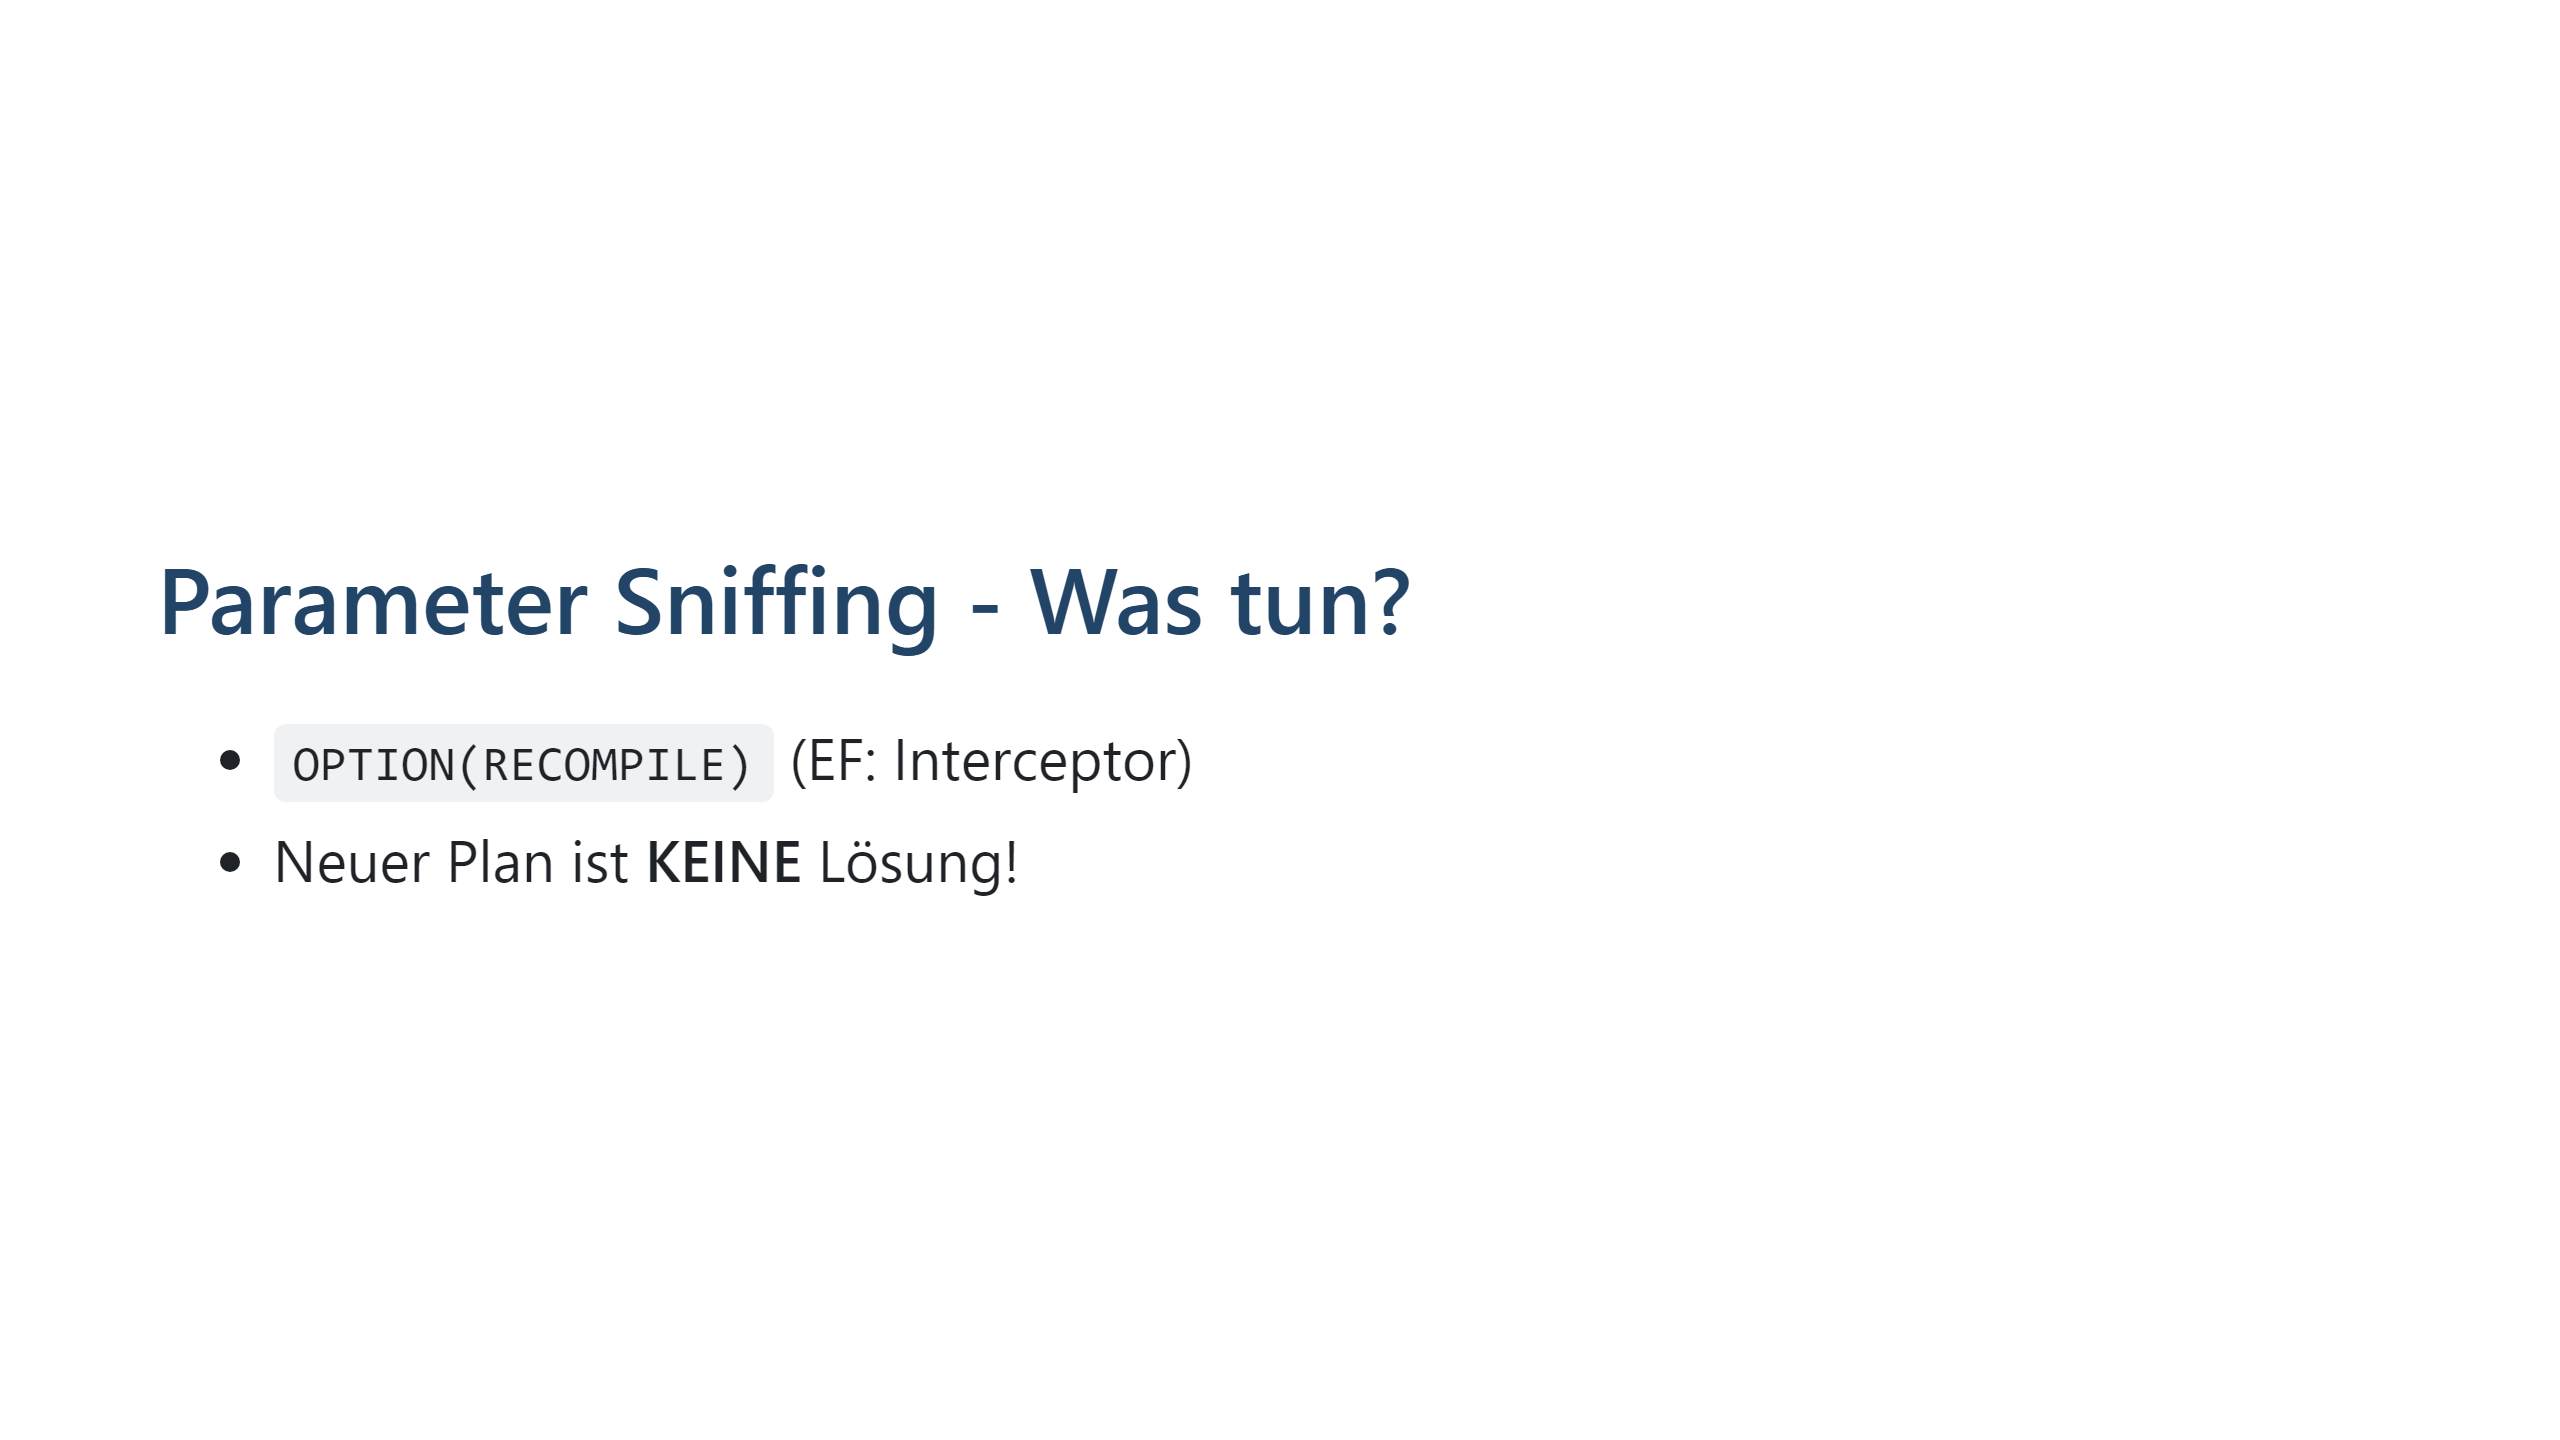 Parameter Sniffing - Was tun?
OPTION(RECOMPILE) (EF: Interceptor)
Neuer Plan ist KEINE Lösung!